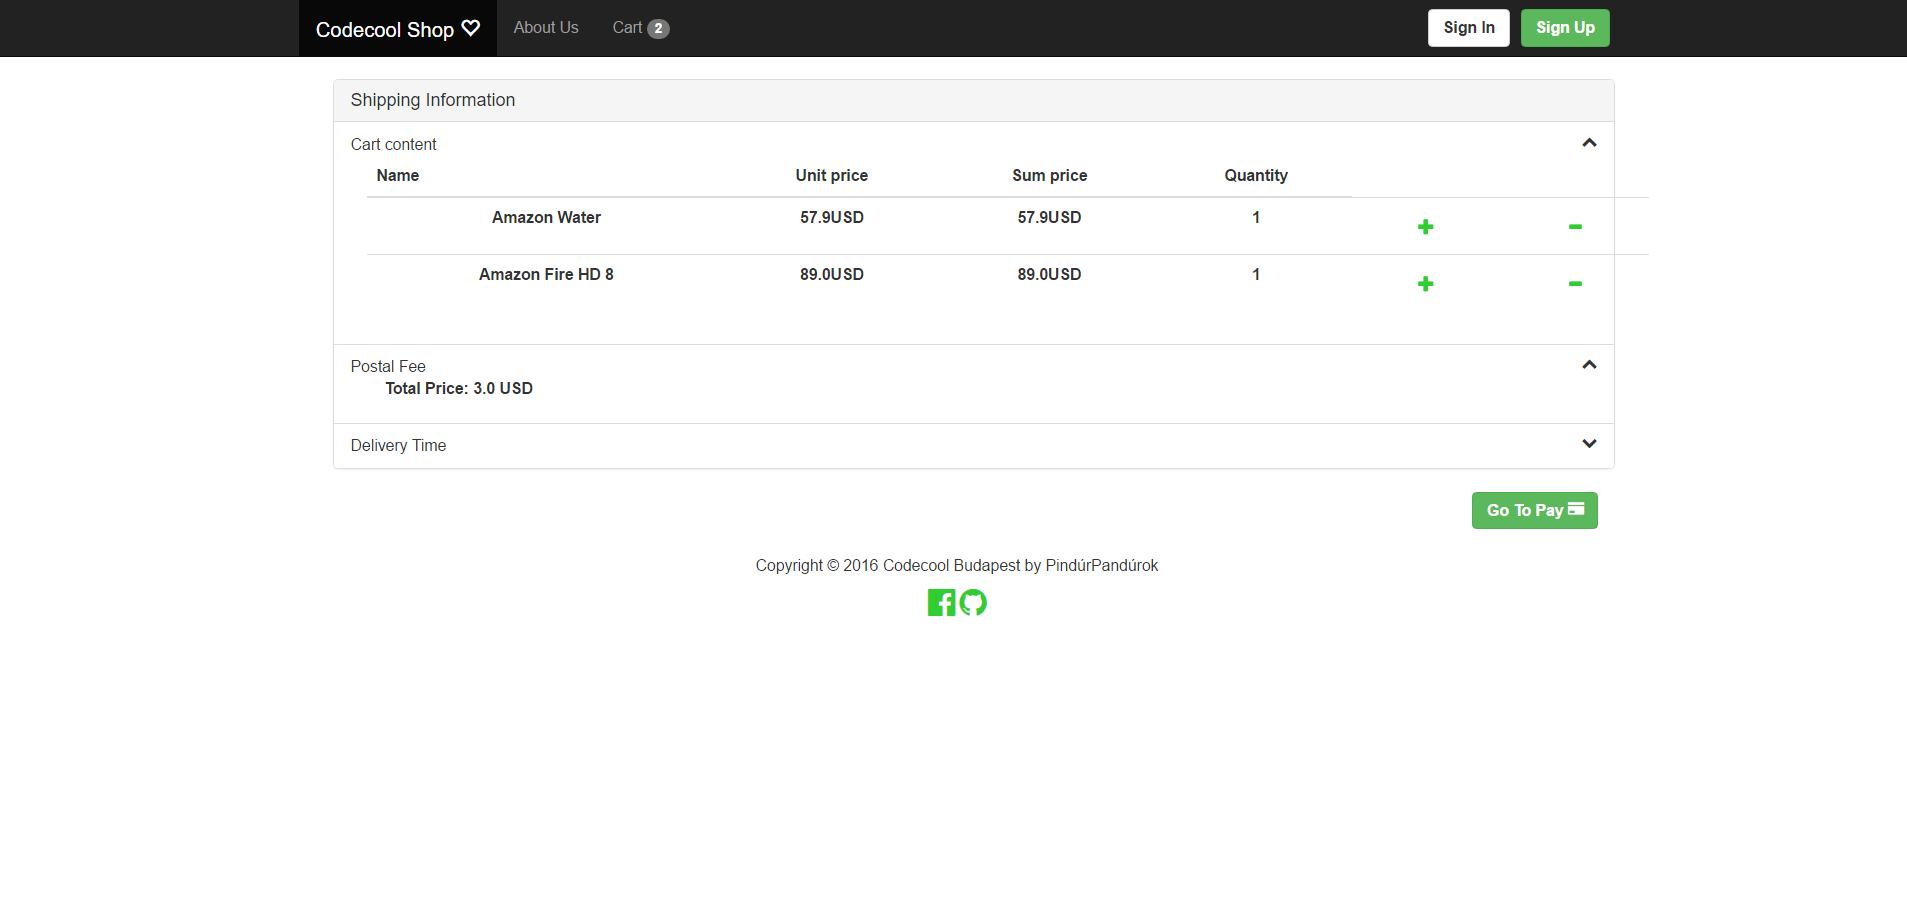 Codecool Shop About Us Cart 2 Sign In Sign Up
Shipping Information
Cart content
Name Unit price Sum price Quantity
Amazon Water 57.9USD 57.9USD 1
Amazon Fire HD 8 89.0USD 89.0USD 1
Postal Fee
Total Price: 3.0 USD
Delivery Time
Go To Pay
Copyright © 2016 Codecool Budapest by PindúrPandúrok